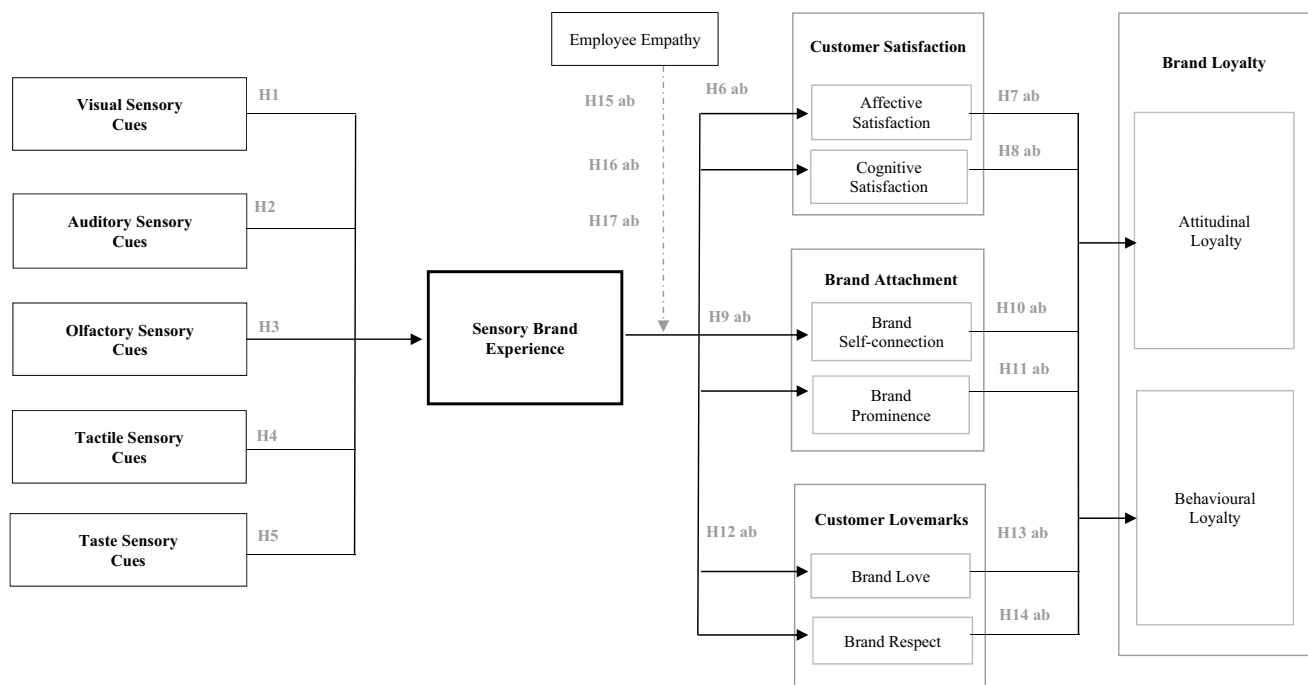 Visual Sensory
Cues
H1
Auditory Sensory
Cues
H2
Olfactory Sensory
Cues
H3
Tactile Sensory
Cues
H4
Taste Sensory
Cues
H5
Sensory Brand
Experience
Employee Empathy
H15 ab
H16 ab
H17 ab
H6 ab
H9 ab
H12 ab
Customer Satisfaction
Affective
Satisfaction
Cognitive
Satisfaction
H7 ab
H8 ab
Brand Attachment
Brand
Self-connection
Brand
Prominence
H10 ab
H11 ab
Customer Lovemarks
Brand Love
Brand Respect
H13 ab
H14 ab
Brand Loyalty
Attitudinal
Loyalty
Behavioural
Loyalty